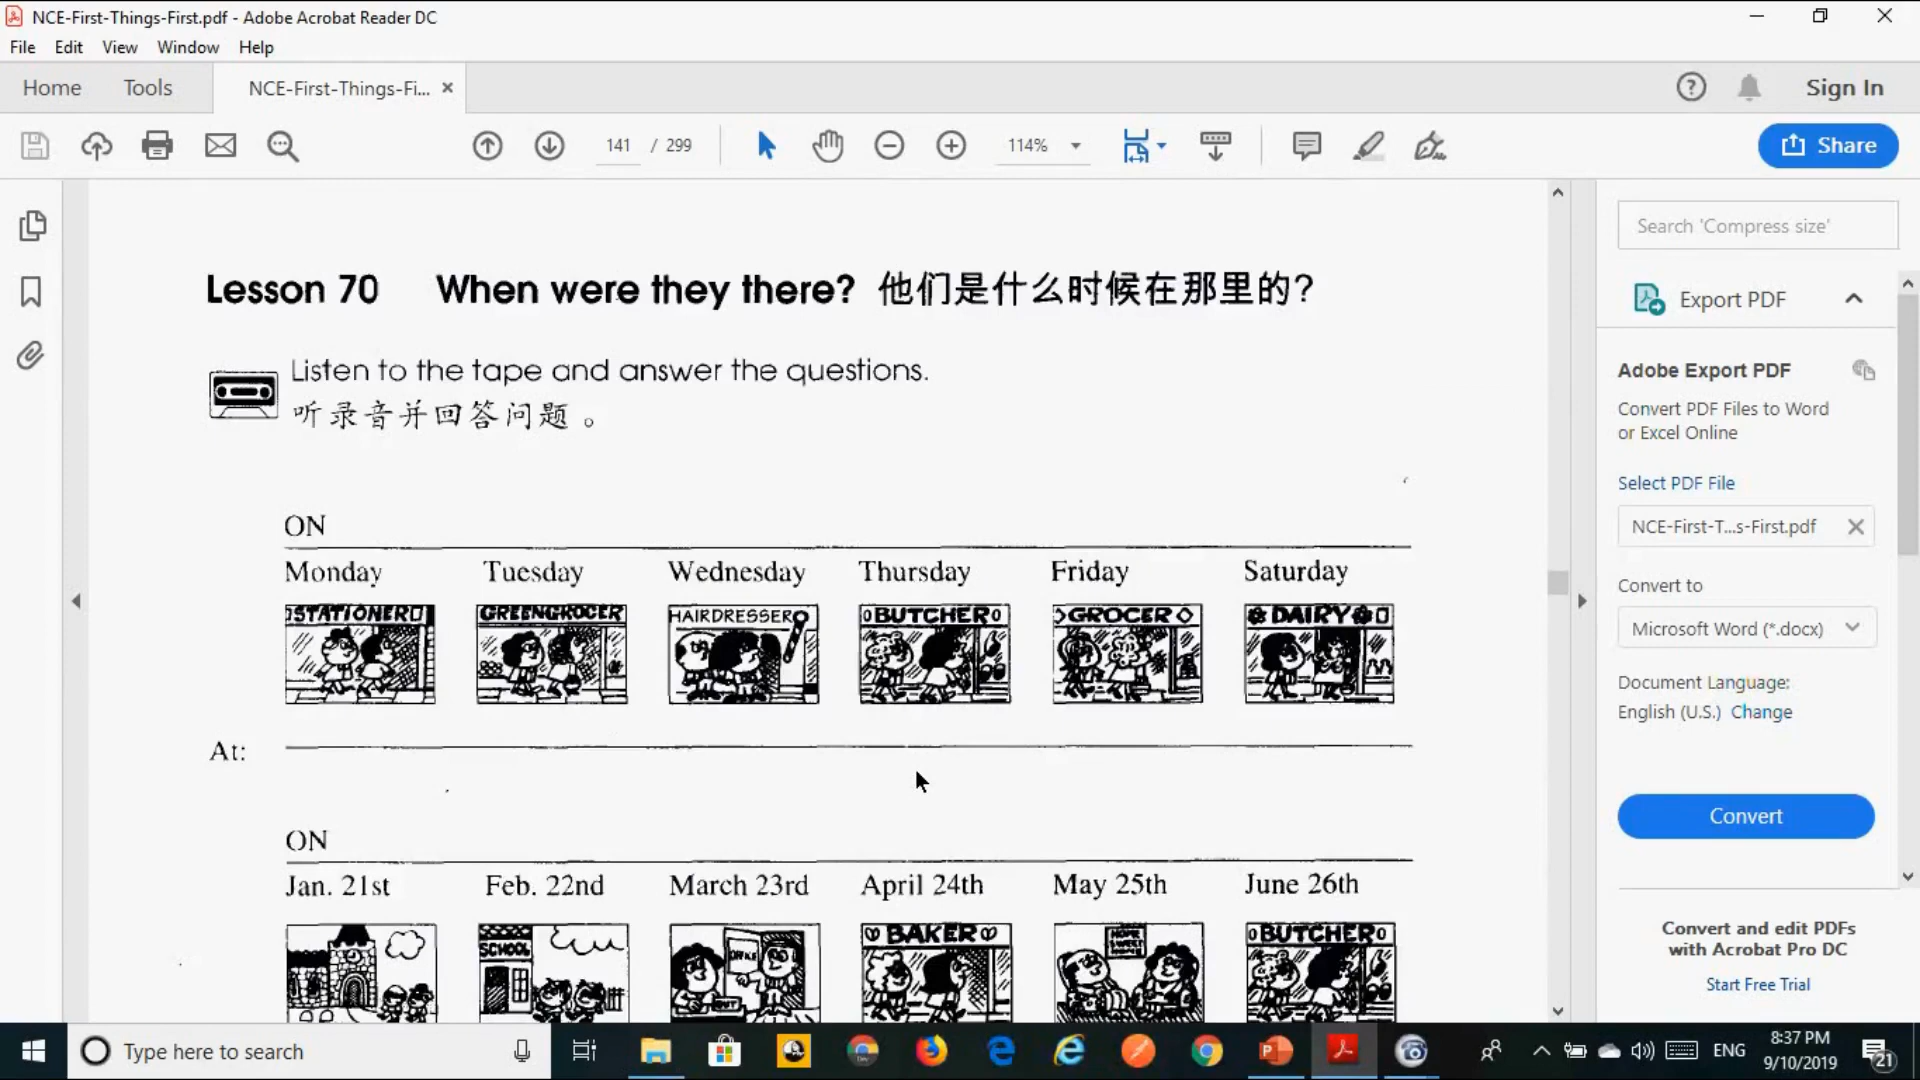 NCE-First-Things-First.pdf - Adobe Acrobat Reader DC
File Edit View Window Help
Home Tools NCE-First-Things-Fi... × Sign In
141 / 299 114% Share
Search 'Compress size'
Lesson 70 When were they there? 他们是什么时候在那里的?
Export PDF
Listen to the tape and answer the questions.
听录音并回答问题。
Adobe Export PDF
Convert PDF Files to Word
or Excel Online
Select PDF File
NCE-First-T...s-First.pdf
Convert to
Microsoft Word (*.docx)
Document Language:
English (U.S.) Change
Convert
Convert and edit PDFs
with Acrobat Pro DC
Start Free Trial
ON
Monday Tuesday Wednesday Thursday Friday Saturday
STATIONER GREENGROCER HAIRDRESSER BUTCHER GROCER DAIRY
At:
ON
Jan. 21st Feb. 22nd March 23rd April 24th May 25th June 26th
SCHOOL BAKER HOME SWEET HOME BUTCHER
Type here to search
Dev
ENG
8:37 PM
9/10/2019
21